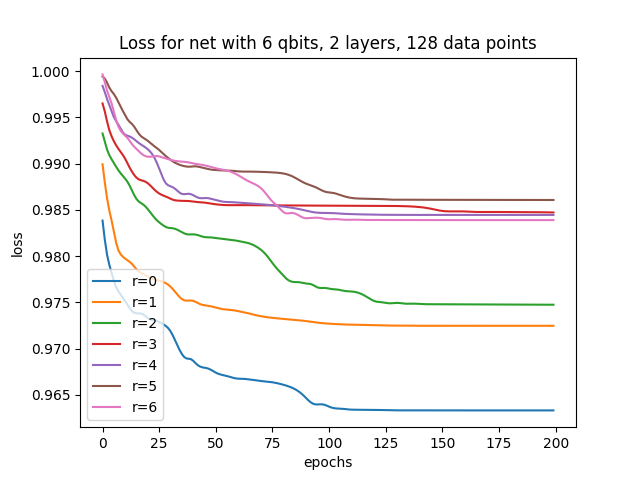 Loss for net with 6 qbits, 2 layers, 128 data points
loss
1.000
0.995
0.990
0.985
0.980
0.975
0.970
0.965
r=0
r=1
r=2
r=3
r=4
r=5
r=6
0 25 50 75 100 125 150 175 200
epochs